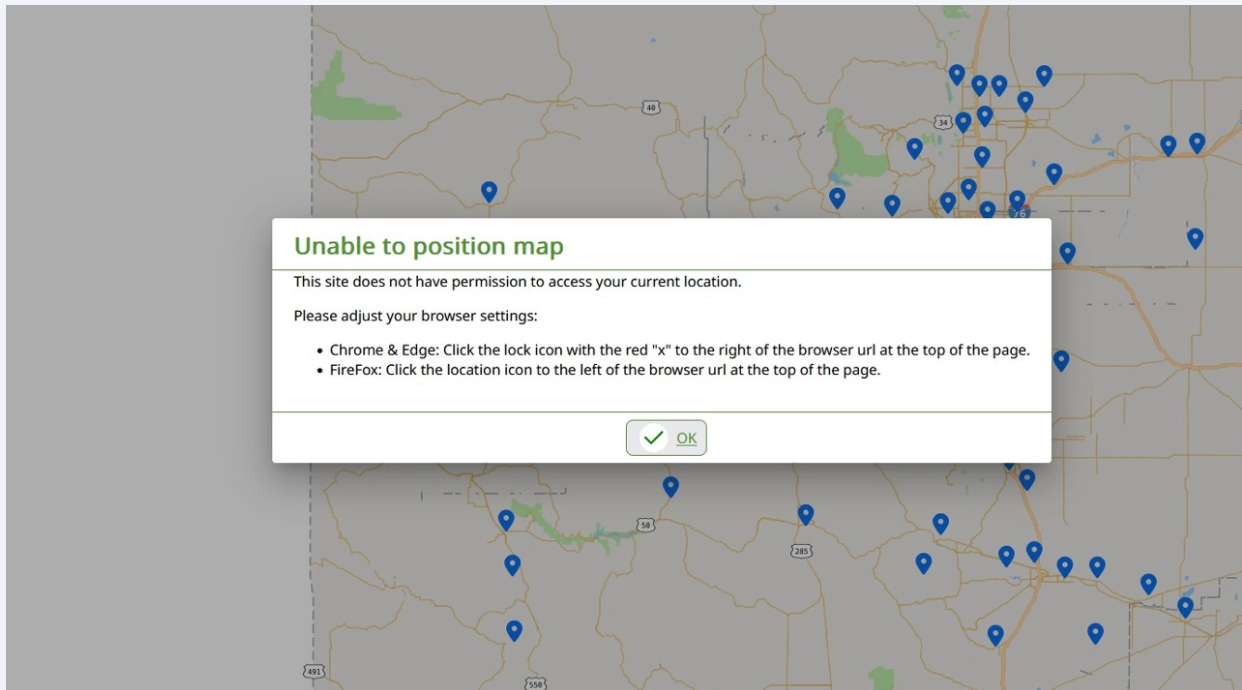 40
34
76
Unable to position map
This site does not have permission to access your current location.
Please adjust your browser settings:
• Chrome & Edge: Click the lock icon with the red "x" to the right of the browser url at the top of the page.
• FireFox: Click the location icon to the left of the browser url at the top of the page.
OK
50
285
491
550